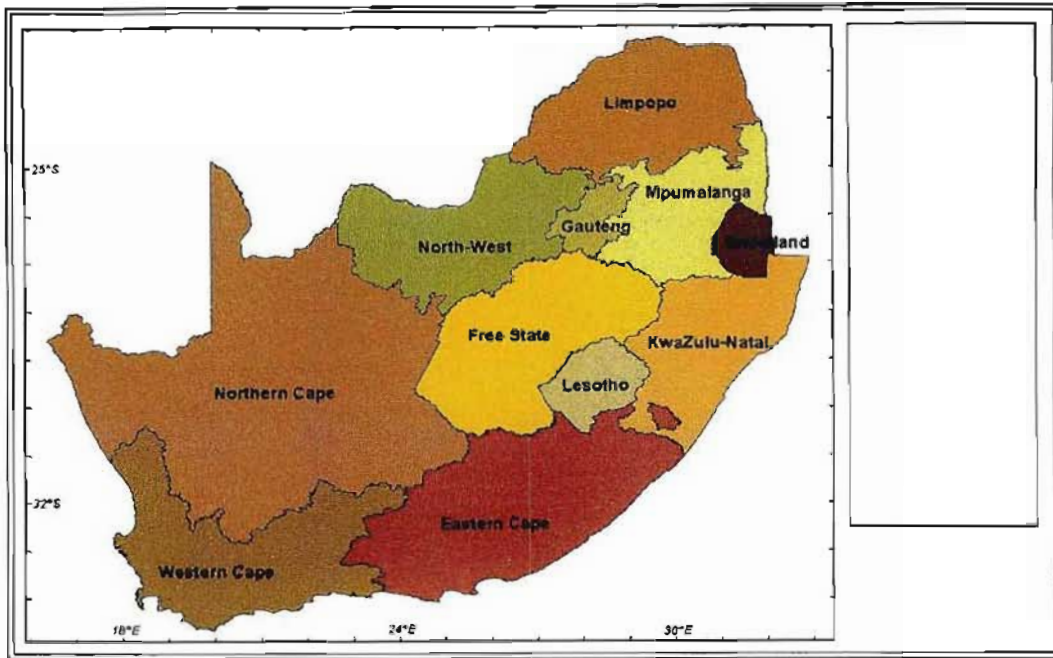 Limpopo
25°S
Mpumalanga
Gauteng
North-West
Free State
KwaZulu-Natal
Lesotho
Northern Cape
32°S
Eastern Cape
Western Cape
18°E
24°E
30°E